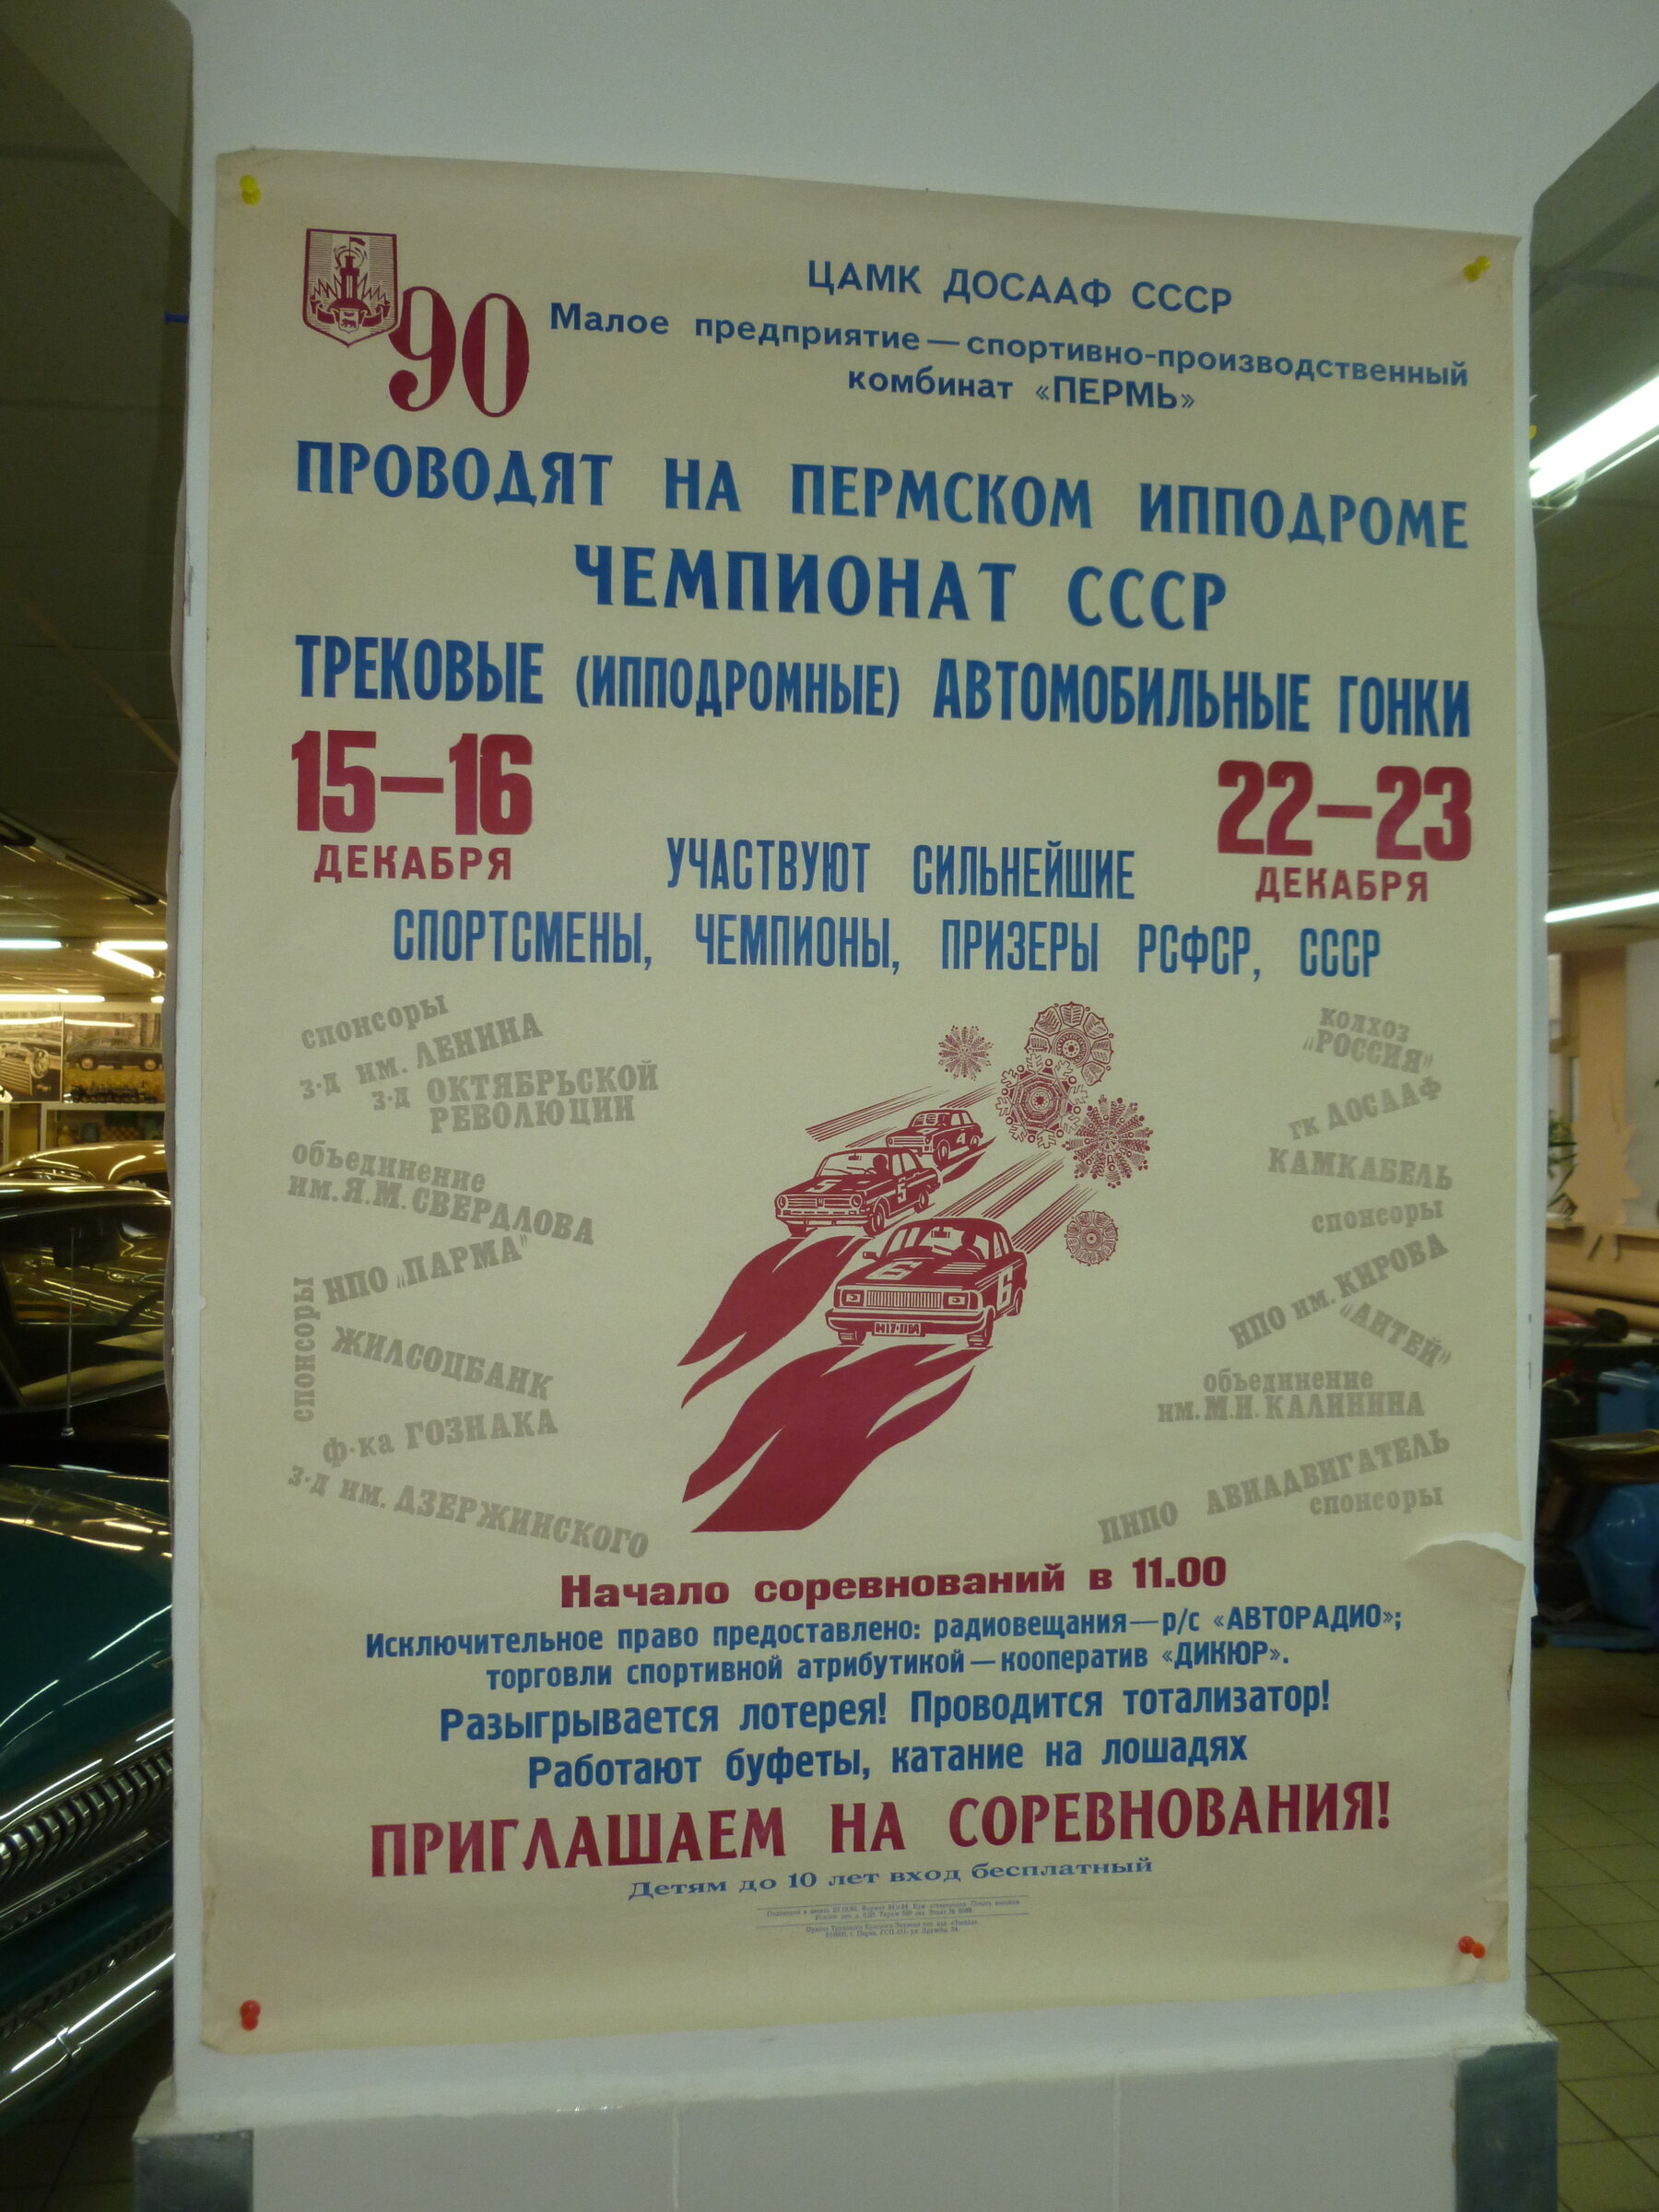 90
ЦАМК ДОСААФ СССР
Малое предприятие — спортивно-производственный
комбинат «ПЕРМЬ»
ПРОВОДЯТ НА ПЕРМСКОМ ИППОДРОМЕ
ЧЕМПИОНАТ СССР
ТРЕКОВЫЕ (ИППОДРОМНЫЕ) АВТОМОБИЛЬНЫЕ ГОНКИ
15—16
ДЕКАБРЯ
22—23
ДЕКАБРЯ
УЧАСТВУЮТ СИЛЬНЕЙШИЕ
СПОРТСМЕНЫ, ЧЕМПИОНЫ, ПРИЗЕРЫ РСФСР, СССР
спонсоры
з-д им. ЛЕНИНА
з-д ОКТЯБРЬСКОЙ
РЕВОЛЮЦИИ
объединение
им. Я.М. СВЕРДЛОВА
НПО „ПАРМА"
спонсоры
ЖИЛСОЦБАНК
ф-ка ГОЗНАКА
з-д им. ДЗЕРЖИНСКОГО
4
5
5
6
6
колхоз
„РОССИЯ"
ГК ДОСААФ
КАМКАБЕЛЬ
спонсоры
НПО им. КИРОВА
„АНТЕЙ"
объединение
им. М.И. КАЛИНИНА
ПНПО АВИАДВИГАТЕЛЬ
спонсоры
Начало соревнований в 11.00
Исключительное право предоставлено: радиовещания — р/с «АВТОРАДИО»;
торговли спортивной атрибутикой — кооператив «ДИКЮР».
Разыгрывается лотерея! Проводится тотализатор!
Работают буфеты, катание на лошадях
ПРИГЛАШАЕМ НА СОРЕВНОВАНИЯ!
Детям до 10 лет вход бесплатный